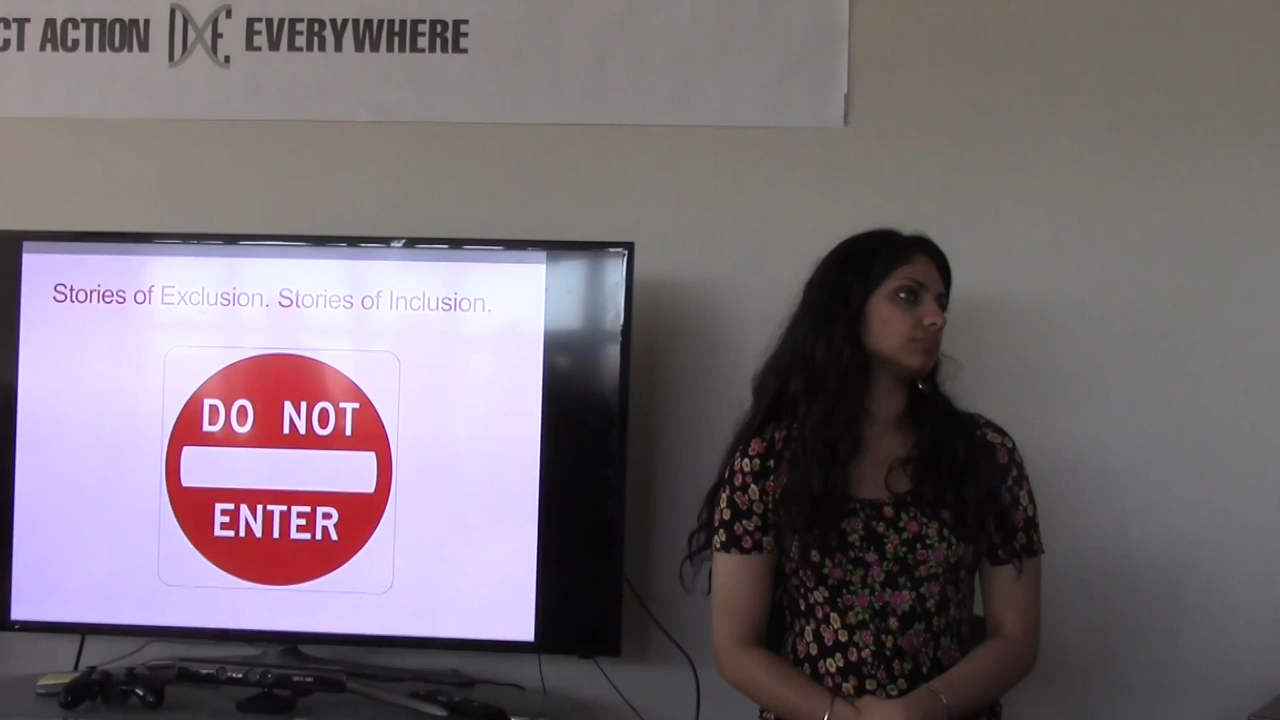 CT ACTION DXE EVERYWHERE
Stories of Exclusion. Stories of Inclusion.
DO NOT
ENTER